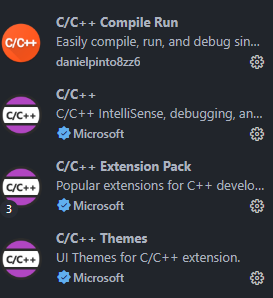 C/C++ Compile Run
C/C++
Easily compile, run, and debug sin...
danielpinto8zz6
C/C++
C/C++
C/C++ IntelliSense, debugging, an...
Microsoft
C/C++ Extension Pack
C/C++
Popular extensions for C++ develo...
3
Microsoft
C/C++ Themes
C/C++
UI Themes for C/C++ extension.
Microsoft